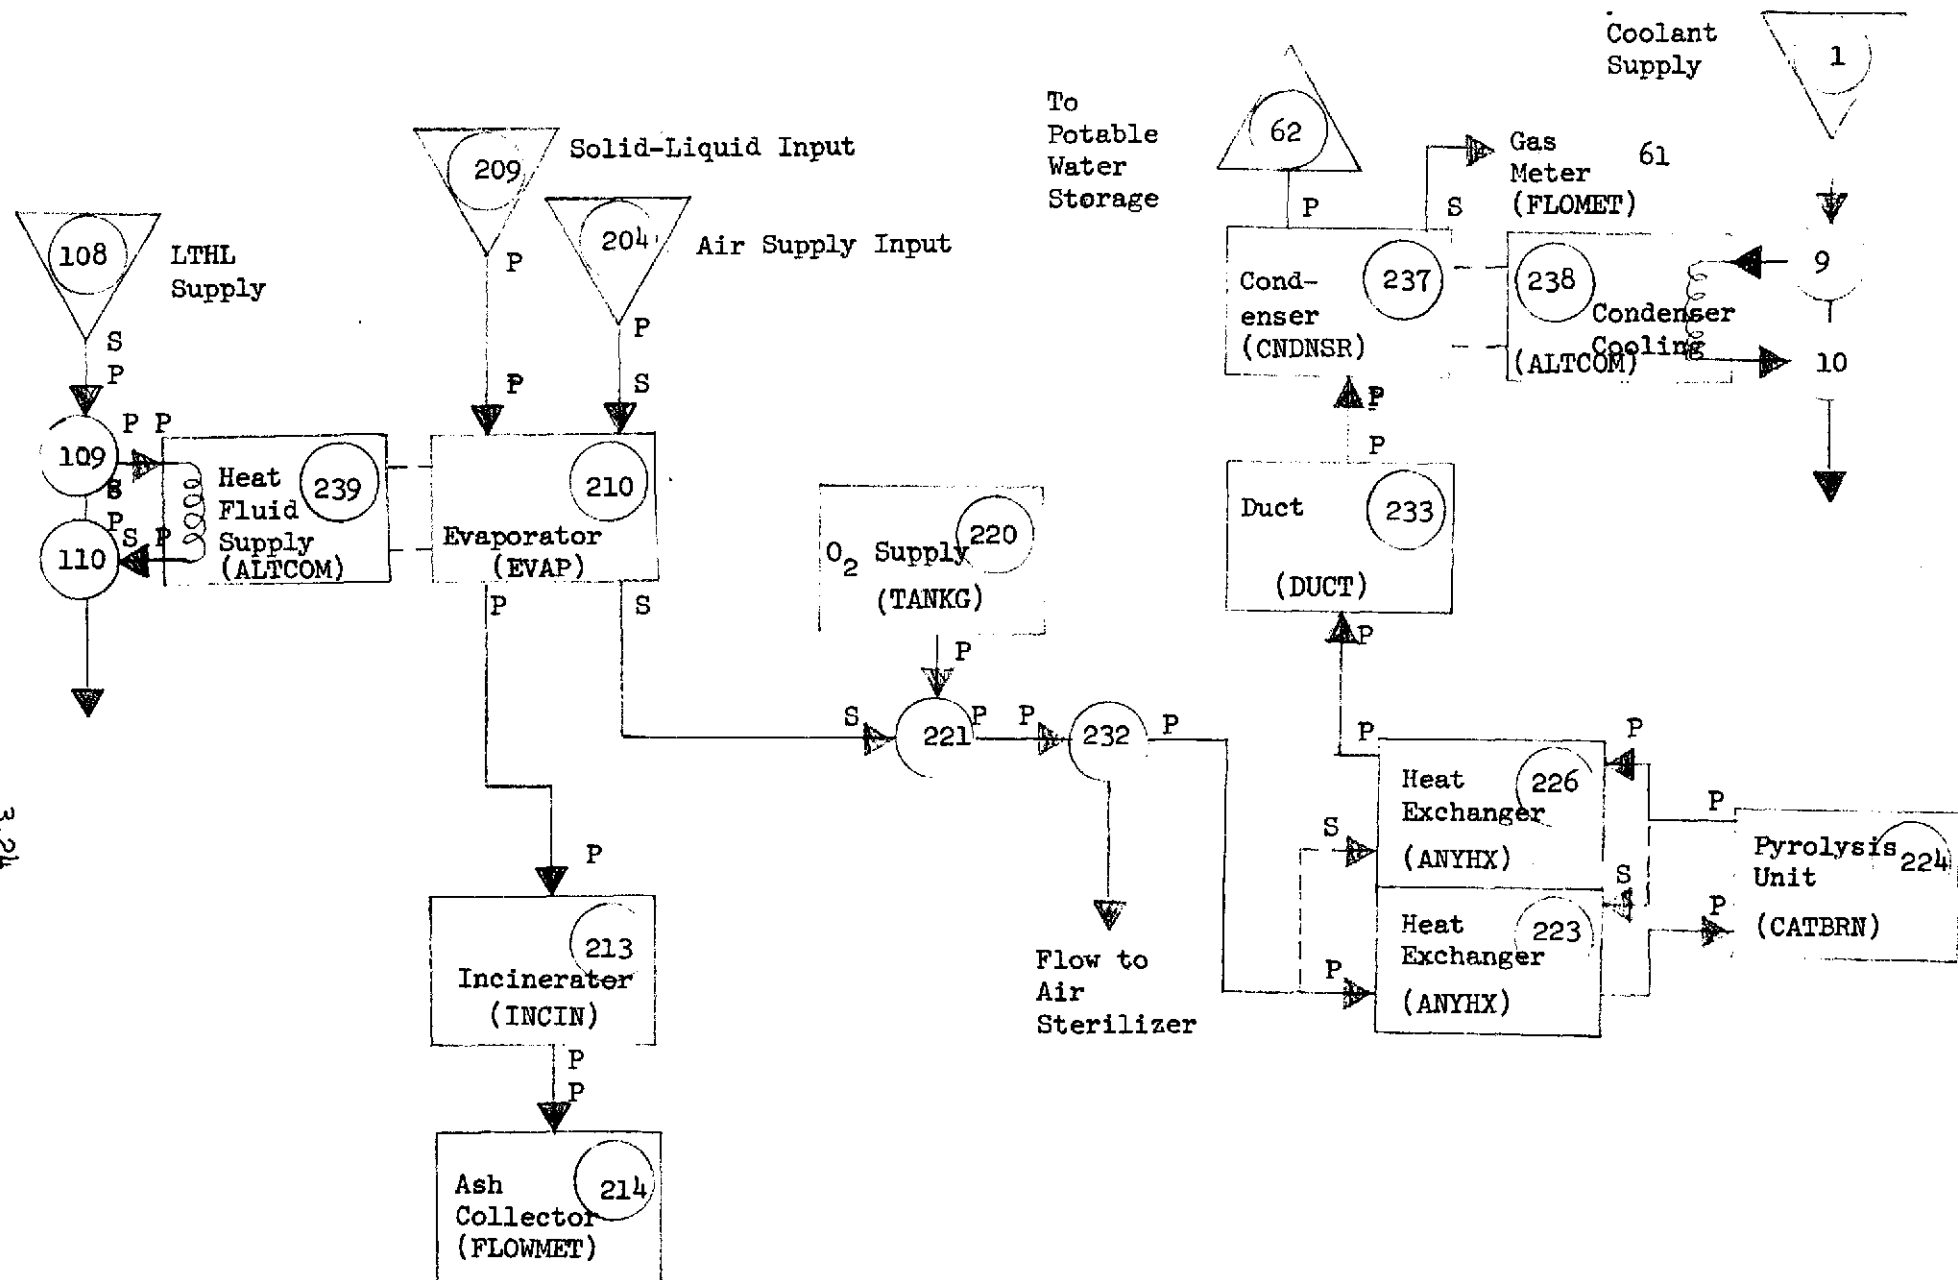 Coolant
Supply
1
To
Potable
Water
Storage
62
Gas
Meter
(FLOMET)
61
P
S
209
Solid-Liquid Input
P
204
Air Supply Input
P
108
LTHL
Supply
S
P
P
S
109
P P
S
P
S P
110
Heat
Fluid
Supply
(ALTCOM)
239
210
Evaporator
(EVAP)
P
S
O2 Supply
220
(TANKG)
P
Cond-
enser
(CNDNSR)
237
238
Condenser
Cooling
(ALTCOM)
9
10
P
P
Duct
233
(DUCT)
P
S
221
P
P
232
P
P
Heat
Exchanger
(ANYHX)
226
P
P
S
S
Heat
Exchanger
(ANYHX)
223
P
P
Pyrolysis
Unit
(CATBRN)
224
Flow to
Air
Sterilizer
P
213
Incinerator
(INCIN)
P
P
Ash
Collector
(FLOWMET)
214
3.24